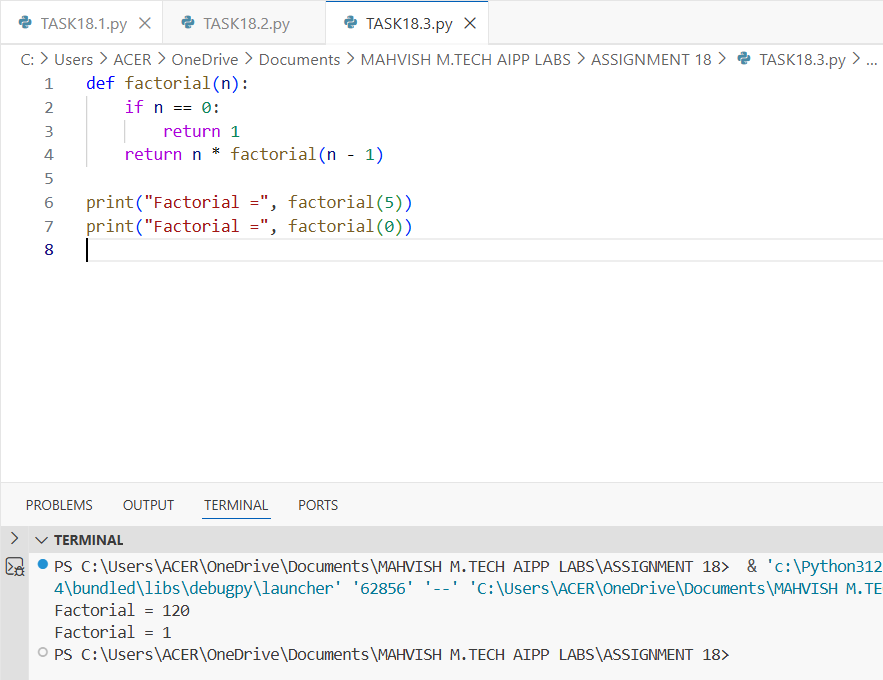 TASK18.1.py TASK18.2.py TASK18.3.py
C: > Users > ACER > OneDrive > Documents > MAHVISH M.TECH AIPP LABS > ASSIGNMENT 18 > TASK18.3.py > ...
1 def factorial(n):
2     if n == 0:
3         return 1
4     return n * factorial(n - 1)
5
6 print("Factorial =", factorial(5))
7 print("Factorial =", factorial(0))
8
PROBLEMS OUTPUT TERMINAL PORTS
TERMINAL
PS C:\Users\ACER\OneDrive\Documents\MAHVISH M.TECH AIPP LABS\ASSIGNMENT 18>  & 'c:\Python312
4\bundled\libs\debugpy\launcher' '62856' '--' 'C:\Users\ACER\OneDrive\Documents\MAHVISH M.TE
Factorial = 120
Factorial = 1
PS C:\Users\ACER\OneDrive\Documents\MAHVISH M.TECH AIPP LABS\ASSIGNMENT 18>